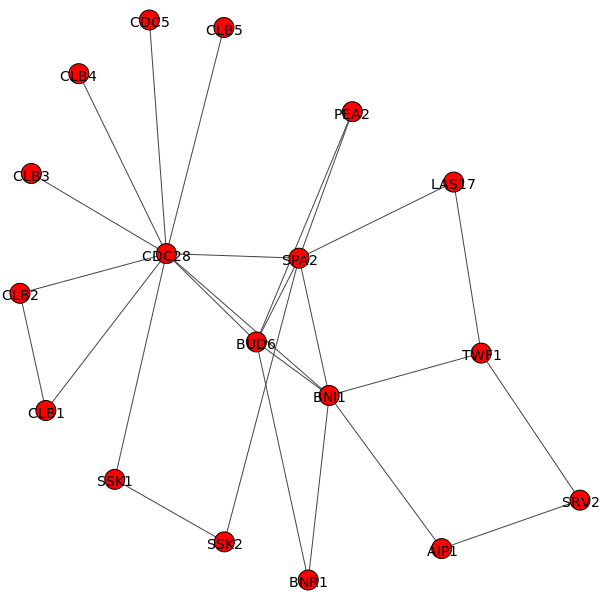 CDC5
CLB5
CLB4
PEA2
CLB3
LAS17
CDC28
SPA2
CLB2
BUD6
TWF1
BNI1
CLB1
SSK1
SRV2
SSK2
AIP1
BNR1